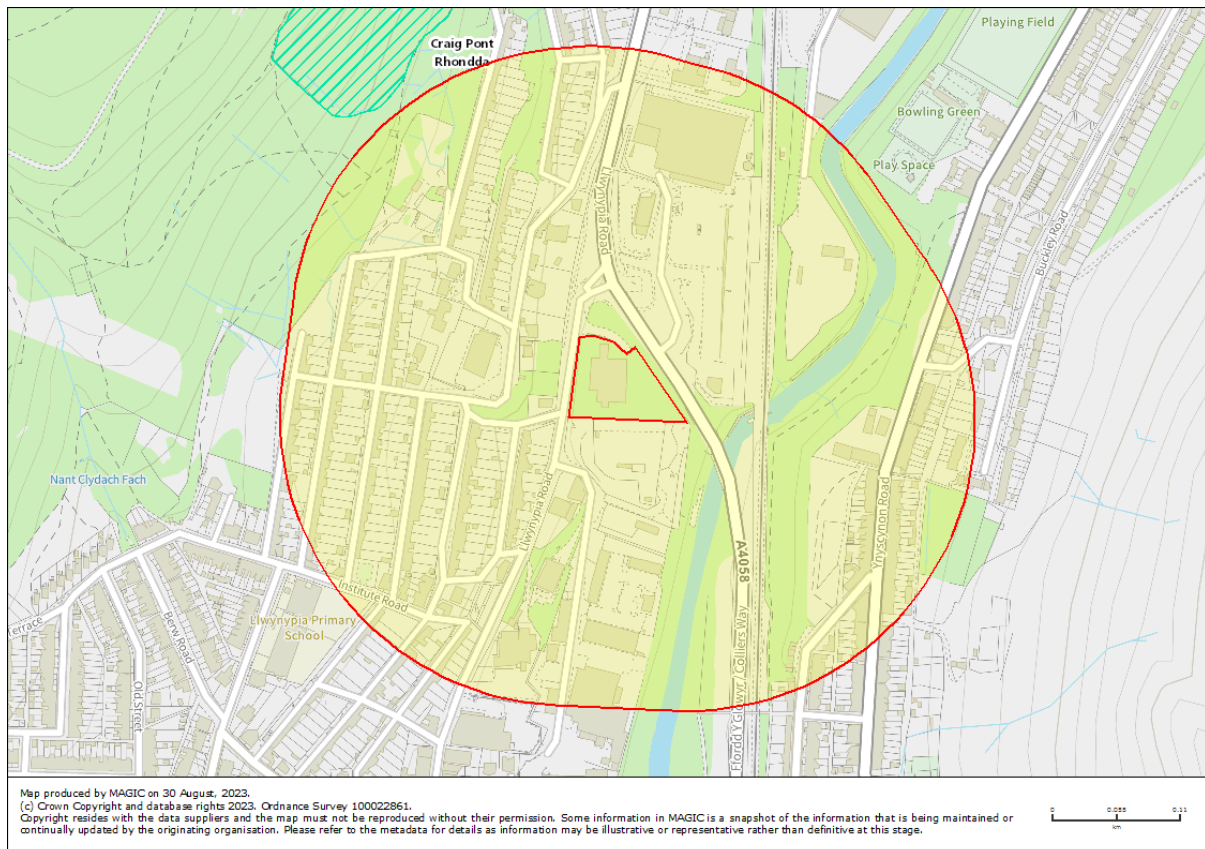 Craig Pont
Rhondda
Playing Field
Bowling Green
Play Space
Llwynypia Road
Buckley Road
Nant Clydach Fach
Llwynypia Road
Ynyscynon Road
A4058
Institute Road
Llwynypia Primary
School
Terrace
Berw Road
Old Street
Ffordd Y Glowyr / Colliers Way
Map produced by MAGIC on 30 August, 2023.
(c) Crown Copyright and database rights 2023. Ordnance Survey 100022861.
Copyright resides with the data suppliers and the map must not be reproduced without their permission. Some information in MAGIC is a snapshot of the information that is being maintained or
continually updated by the originating organisation. Please refer to the metadata for details as information may be illustrative or representative rather than definitive at this stage.
0 0.055 0.11
km